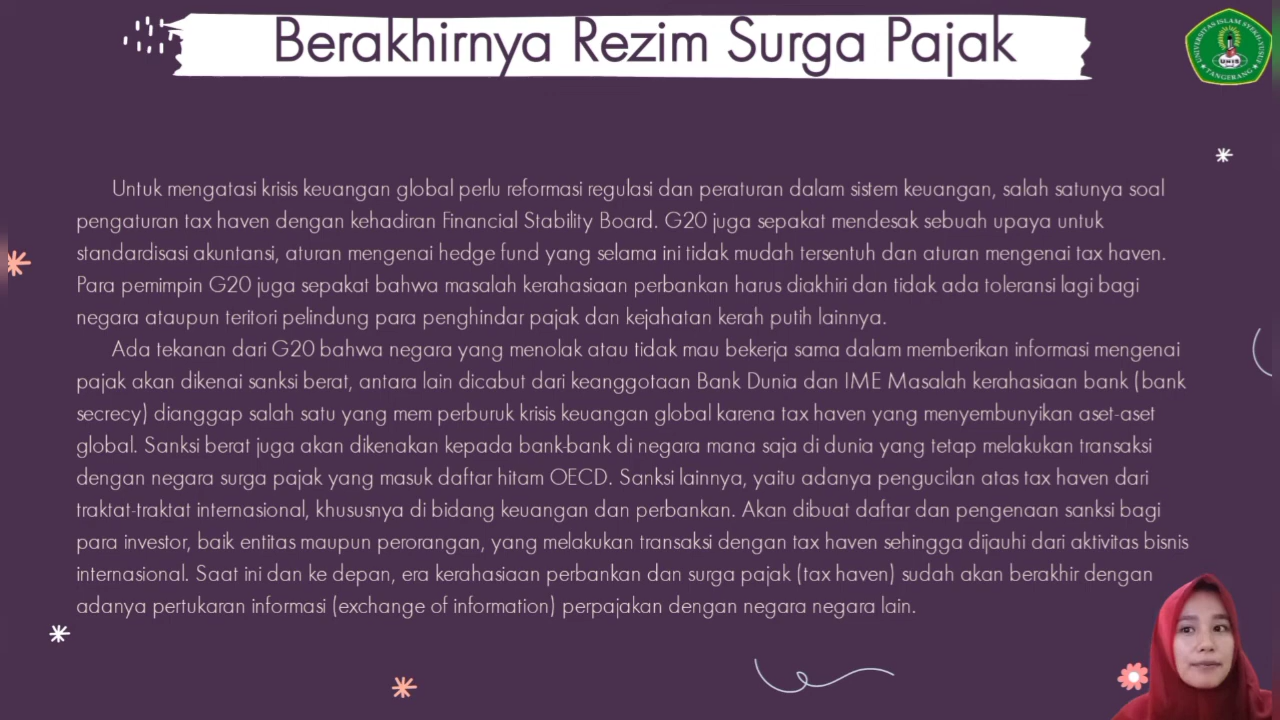 Berakhirnya Rezim Surga Pajak
UNIVERSITAS ISLAM SYEKH-YUSUF
UNIS
TANGERANG
Untuk mengatasi krisis keuangan global perlu reformasi regulasi dan peraturan dalam sistem keuangan, salah satunya soal
pengaturan tax haven dengan kehadiran Financial Stability Board. G20 juga sepakat mendesak sebuah upaya untuk
standardisasi akuntansi, aturan mengenai hedge fund yang selama ini tidak mudah tersentuh dan aturan mengenai tax haven.
Para pemimpin G20 juga sepakat bahwa masalah kerahasiaan perbankan harus diakhiri dan tidak ada toleransi lagi bagi
negara ataupun teritori pelindung para penghindar pajak dan kejahatan kerah putih lainnya.
Ada tekanan dari G20 bahwa negara yang menolak atau tidak mau bekerja sama dalam memberikan informasi mengenai
pajak akan dikenai sanksi berat, antara lain dicabut dari keanggotaan Bank Dunia dan IME Masalah kerahasiaan bank (bank
secrecy) dianggap salah satu yang mem perburuk krisis keuangan global karena tax haven yang menyembunyikan aset-aset
global. Sanksi berat juga akan dikenakan kepada bank-bank di negara mana saja di dunia yang tetap melakukan transaksi
dengan negara surga pajak yang masuk daftar hitam OECD. Sanksi lainnya, yaitu adanya pengucilan atas tax haven dari
traktat-traktat internasional, khususnya di bidang keuangan dan perbankan. Akan dibuat daftar dan pengenaan sanksi bagi
para investor, baik entitas maupun perorangan, yang melakukan transaksi dengan tax haven sehingga dijauhi dari aktivitas bisnis
internasional. Saat ini dan ke depan, era kerahasiaan perbankan dan surga pajak (tax haven) sudah akan berakhir dengan
adanya pertukaran informasi (exchange of information) perpajakan dengan negara negara lain.